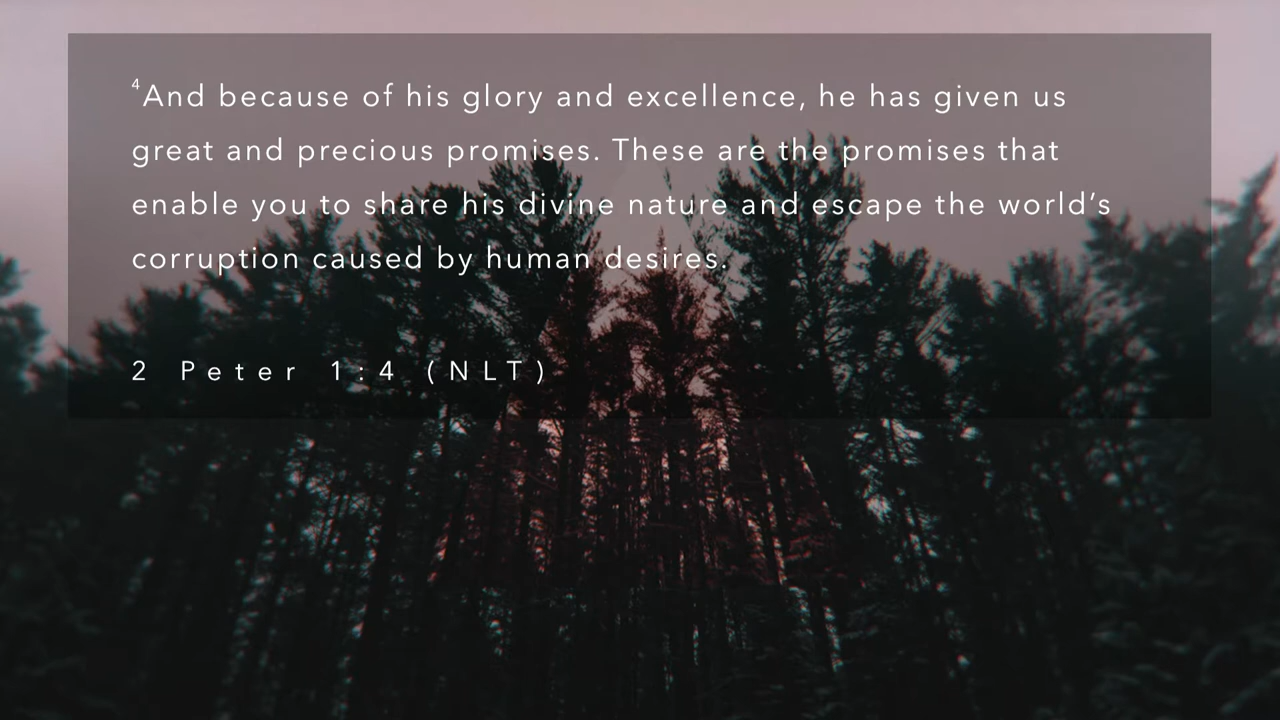 ⁴And because of his glory and excellence, he has given us
great and precious promises. These are the promises that
enable you to share his divine nature and escape the world’s
corruption caused by human desires.
2 Peter 1:4 (NLT)